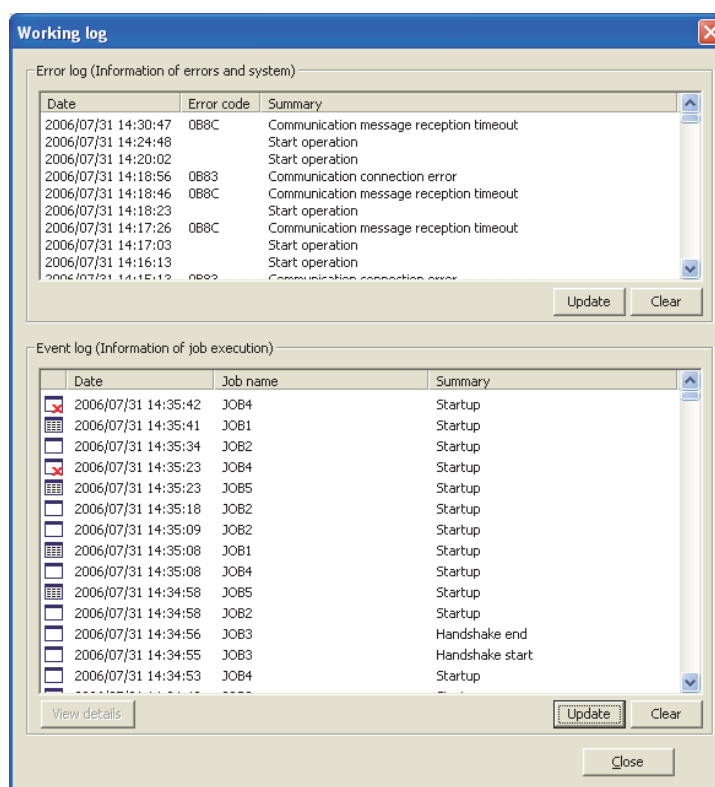 Working log
Error log (Information of errors and system)
Date Error code Summary
2006/07/31 14:30:47 0B8C Communication message reception timeout
2006/07/31 14:24:48 Start operation
2006/07/31 14:20:02 Start operation
2006/07/31 14:18:56 0B83 Communication connection error
2006/07/31 14:18:46 0B8C Communication message reception timeout
2006/07/31 14:18:23 Start operation
2006/07/31 14:17:26 0B8C Communication message reception timeout
2006/07/31 14:17:03 Start operation
2006/07/31 14:16:13 Start operation
2006/07/31 14:15:13 0B83 Communication connection error
Update Clear
Event log (Information of job execution)
Date Job name Summary
2006/07/31 14:35:42 JOB4 Startup
2006/07/31 14:35:41 JOB1 Startup
2006/07/31 14:35:34 JOB2 Startup
2006/07/31 14:35:23 JOB4 Startup
2006/07/31 14:35:23 JOB5 Startup
2006/07/31 14:35:18 JOB2 Startup
2006/07/31 14:35:09 JOB2 Startup
2006/07/31 14:35:08 JOB1 Startup
2006/07/31 14:35:08 JOB4 Startup
2006/07/31 14:34:58 JOB5 Startup
2006/07/31 14:34:58 JOB2 Startup
2006/07/31 14:34:56 JOB3 Handshake end
2006/07/31 14:34:55 JOB3 Handshake start
2006/07/31 14:34:53 JOB4 Startup
View details Update Clear
Close